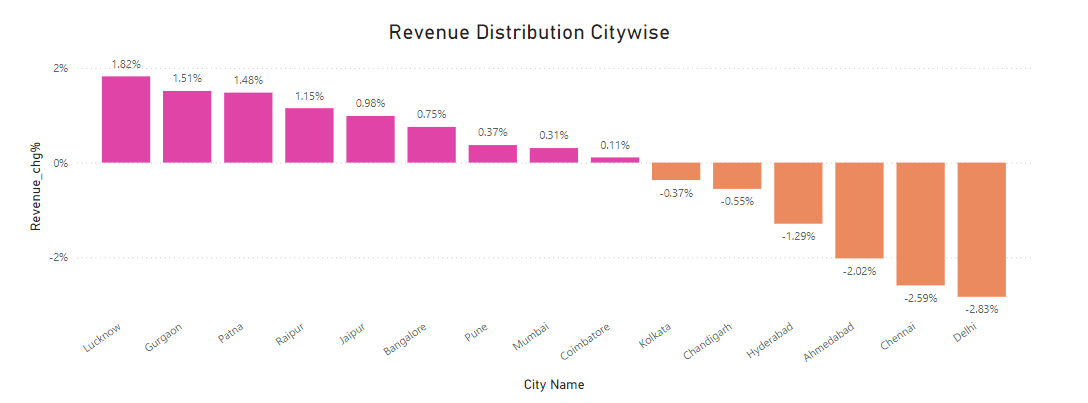 Revenue Distribution Citywise
Revenue_chg%
2%
0%
-2%
1.82%
1.51%
1.48%
1.15%
0.98%
0.75%
0.37%
0.31%
0.11%
-0.37%
-0.55%
-1.29%
-2.02%
-2.59%
-2.83%
Lucknow
Gurgaon
Patna
Raipur
Jaipur
Bangalore
Pune
Mumbai
Coimbatore
Kolkata
Chandigarh
Hyderabad
Ahmedabad
Chennai
Delhi
City Name